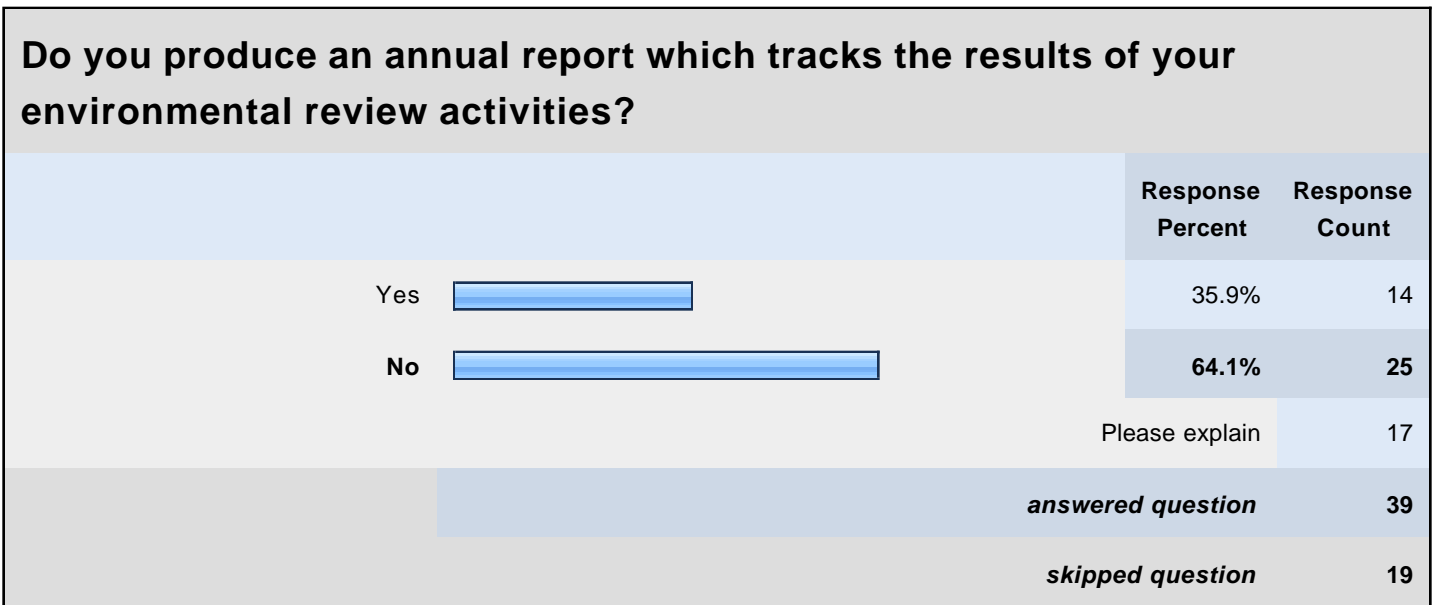 Do you produce an annual report which tracks the results of your
environmental review activities?
Response Percent
Response Count
Yes 35.9% 14
No 64.1% 25
Please explain 17
answered question 39
skipped question 19